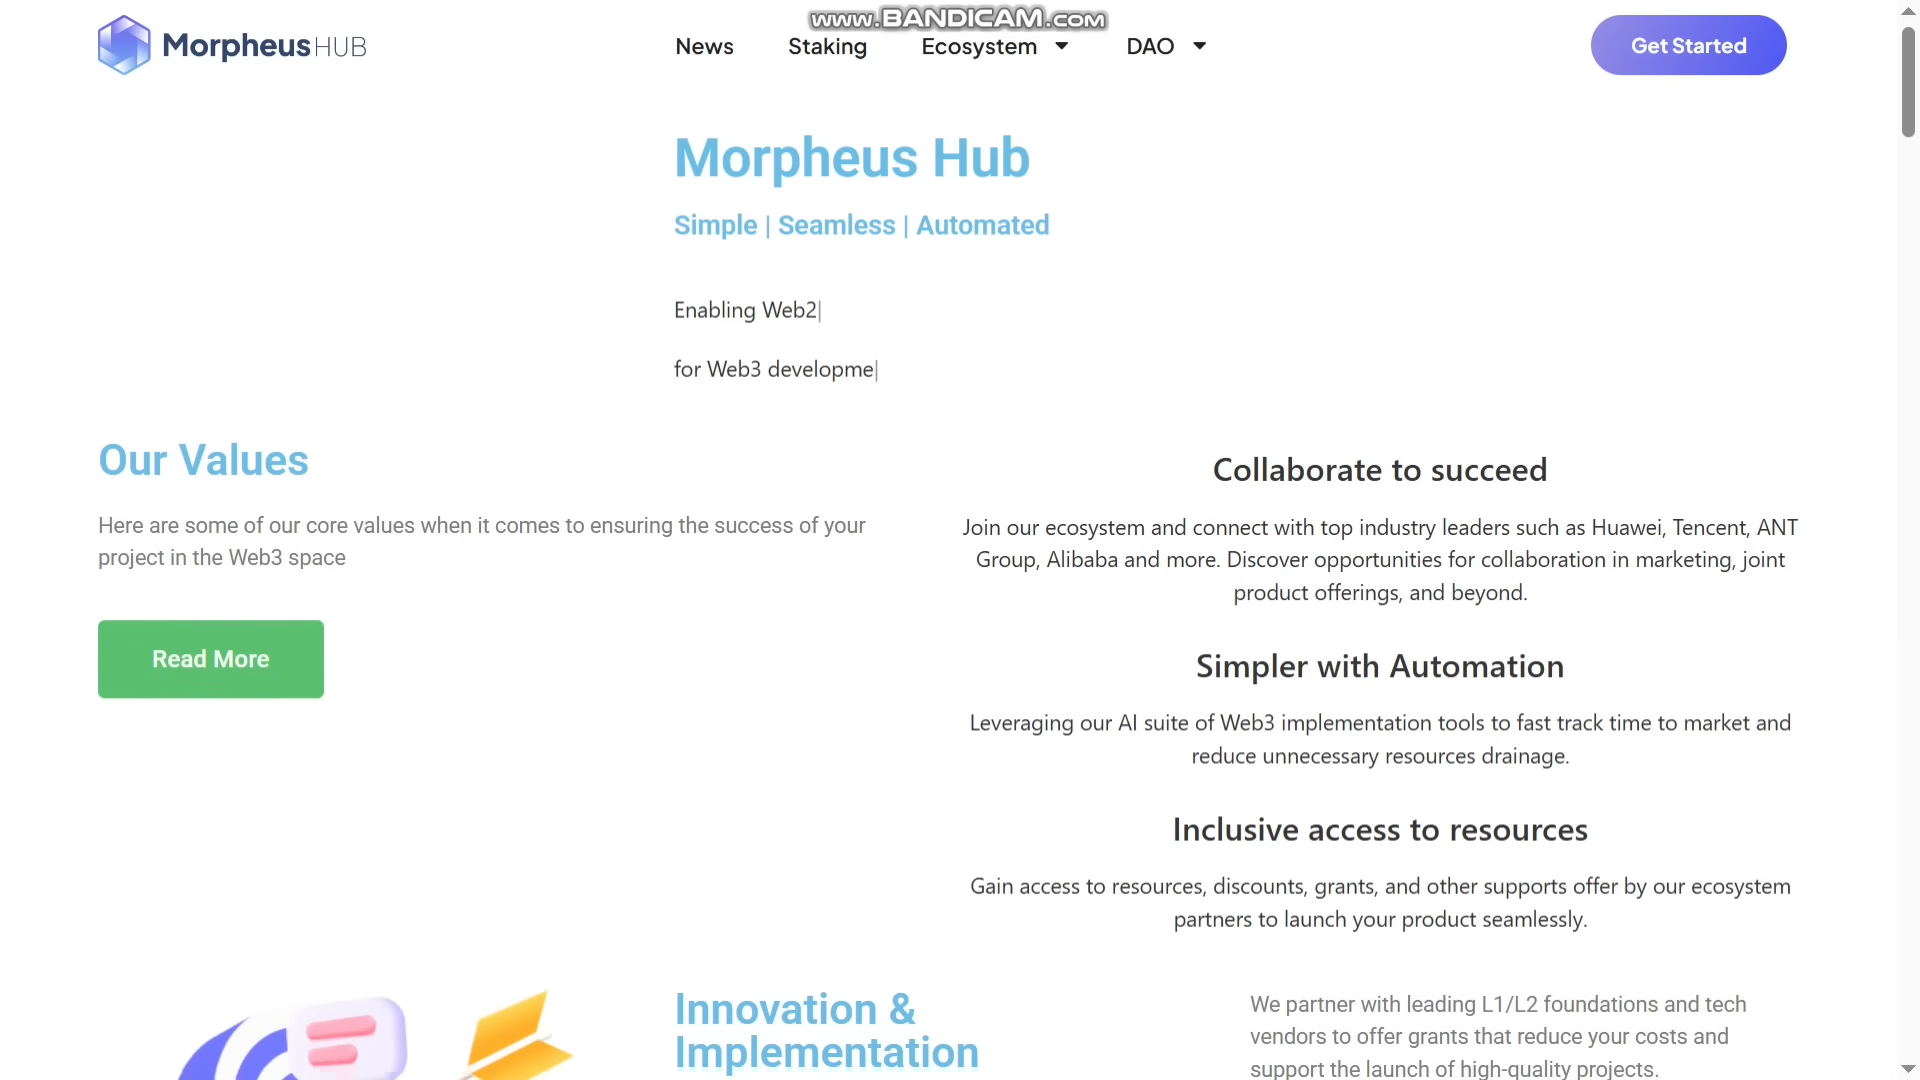 www.BANDICAM.com
MorpheusHUB
News
Staking
Ecosystem
DAO
Get Started
Morpheus Hub
Simple | Seamless | Automated
Enabling Web2|
for Web3 developme|
Our Values
Here are some of our core values when it comes to ensuring the success of your
project in the Web3 space
Read More
Collaborate to succeed
Join our ecosystem and connect with top industry leaders such as Huawei, Tencent, ANT
Group, Alibaba and more. Discover opportunities for collaboration in marketing, joint
product offerings, and beyond.
Simpler with Automation
Leveraging our AI suite of Web3 implementation tools to fast track time to market and
reduce unnecessary resources drainage.
Inclusive access to resources
Gain access to resources, discounts, grants, and other supports offer by our ecosystem
partners to launch your product seamlessly.
Innovation &
Implementation
We partner with leading L1/L2 foundations and tech
vendors to offer grants that reduce your costs and
support the launch of high-quality projects.